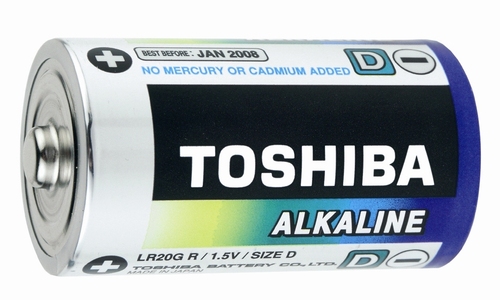 BEST BEFORE: JAN 2008
NO MERCURY OR CADMIUM ADDED
D
TOSHIBA
ALKALINE
LR20G R / 1.5V / SIZE D
TOSHIBA BATTERY CO., LTD.
MADE IN JAPAN
D